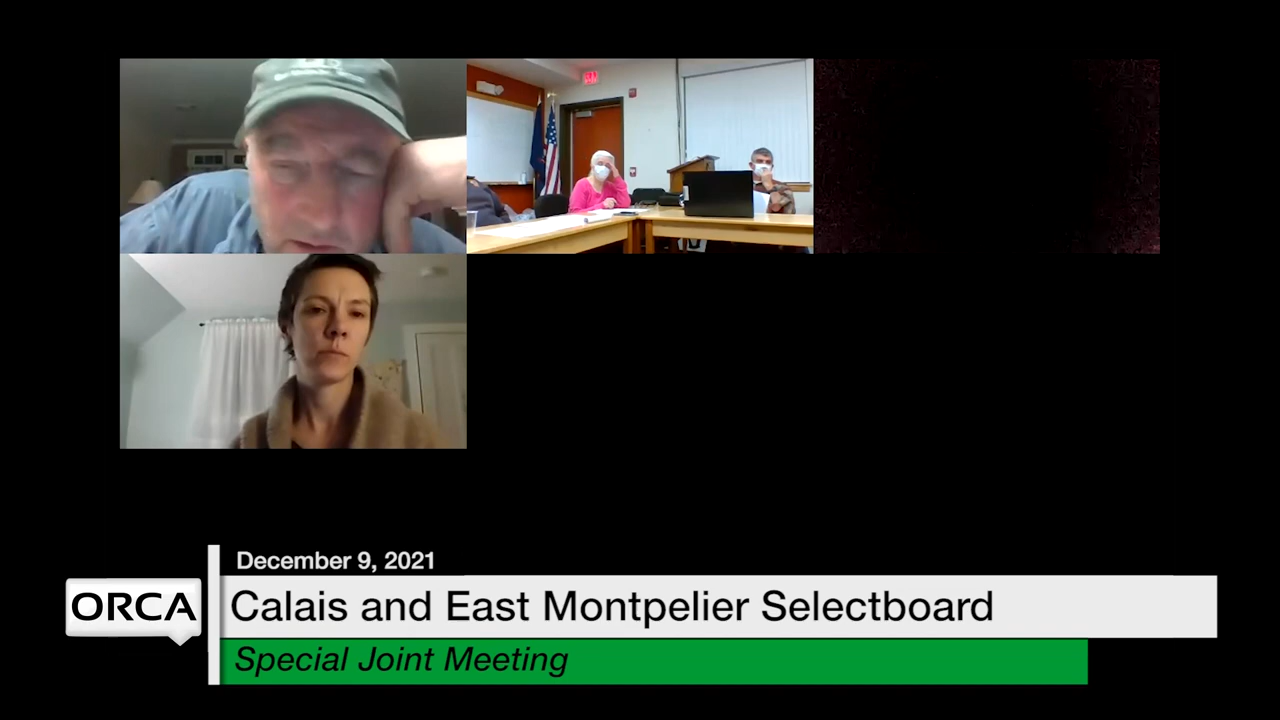 December 9, 2021
ORCA
Calais and East Montpelier Selectboard
Special Joint Meeting